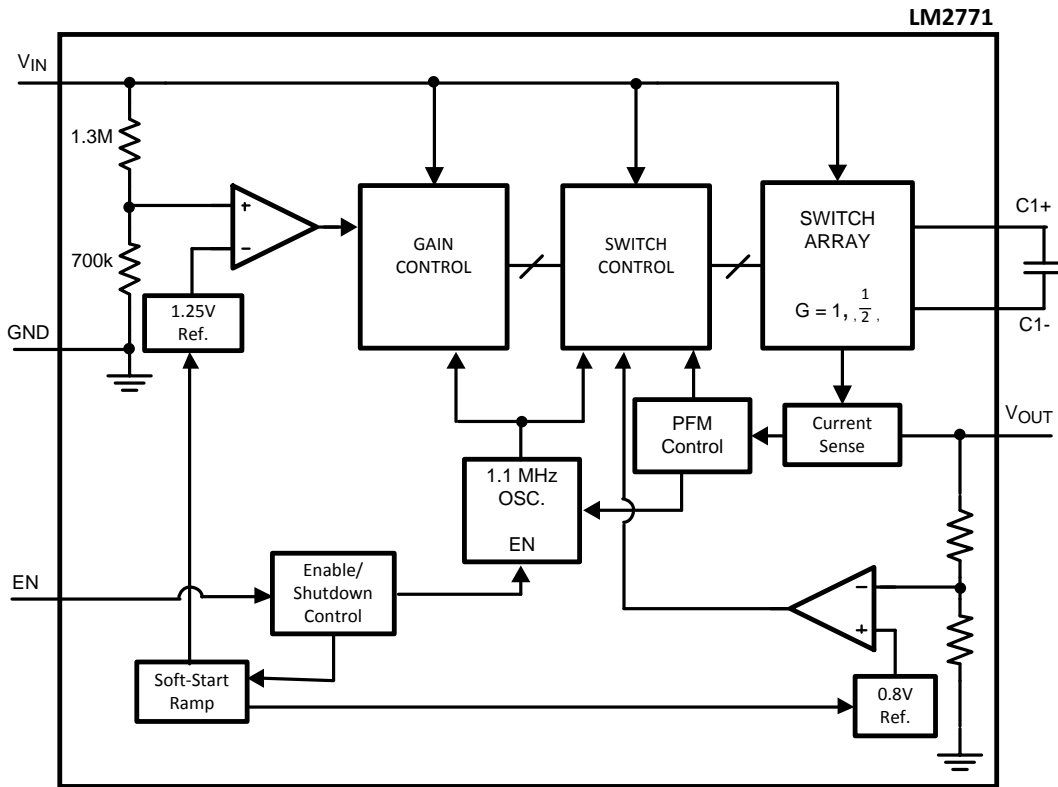 LM2771
VIN
1.3M
700k
GND
+
−
1.25V
Ref.
GAIN
CONTROL
SWITCH
CONTROL
SWITCH
ARRAY
G = 1, , 1/2 ,
C1+
C1-
PFM
Control
Current
Sense
VOUT
1.1 MHz
OSC.
EN
EN
Enable/
Shutdown
Control
Soft-Start
Ramp
−
+
0.8V
Ref.